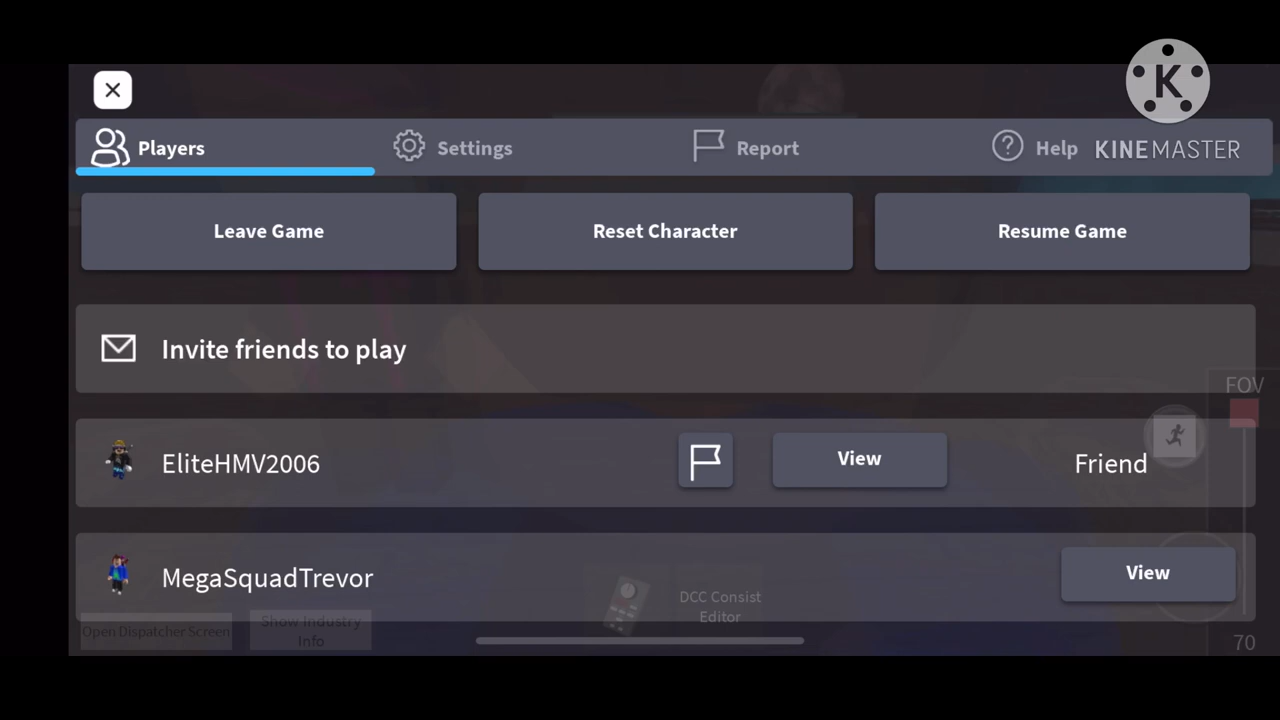 K
Players
Settings
Report
Help
KINEMASTER
Leave Game
Reset Character
Resume Game
Invite friends to play
FOV
EliteHMV2006
View
Friend
MegaSquadTrevor
View
DCC Consist
Editor
Open Dispatcher Screen
Show Industry
Info
70